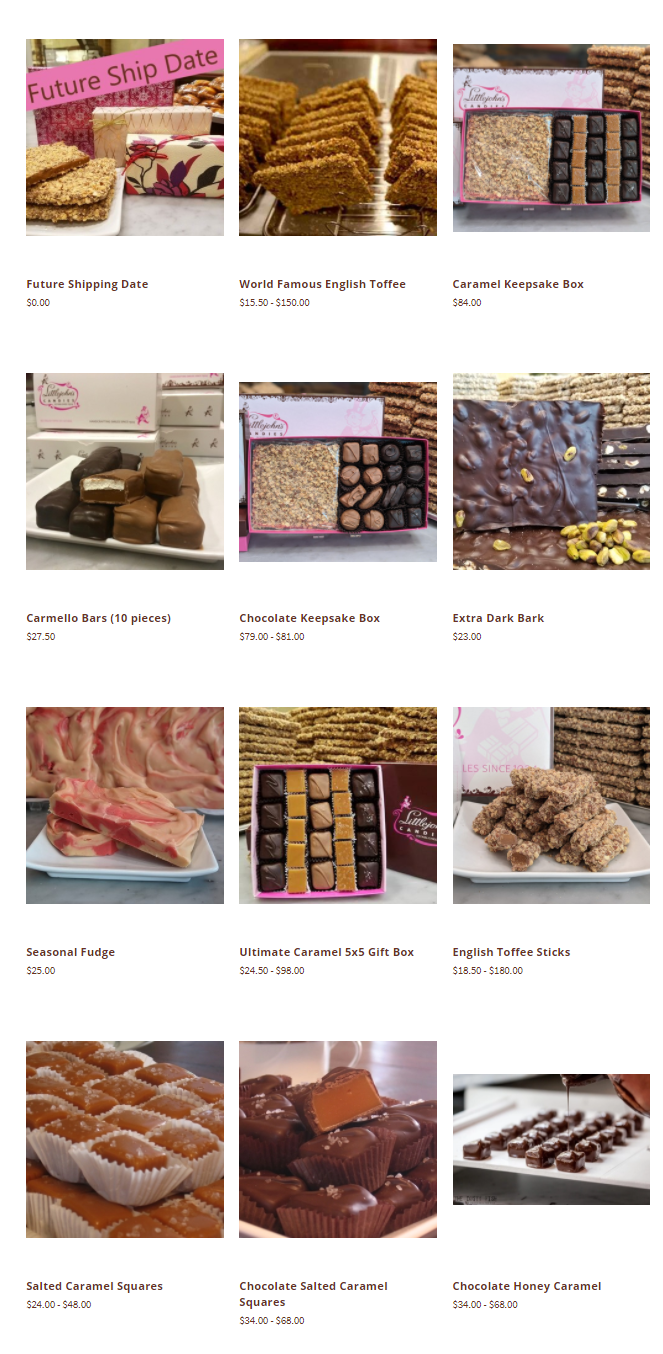 Future Ship Date
Littlejohn's
CANDIES
Future Shipping Date
$0.00
World Famous English Toffee
$15.50 - $150.00
Caramel Keepsake Box
$84.00
Littlejohn's
CANDIES
Carmello Bars (10 pieces)
$27.50
Chocolate Keepsake Box
$79.00 - $81.00
Extra Dark Bark
$23.00
LES SINCE
Littlejohn
CANDI
Seasonal Fudge
$25.00
Ultimate Caramel 5x5 Gift Box
$24.50 - $98.00
English Toffee Sticks
$18.50 - $180.00
Salted Caramel Squares
$24.00 - $48.00
Chocolate Salted Caramel
Squares
$34.00 - $68.00
Chocolate Honey Caramel
$34.00 - $68.00